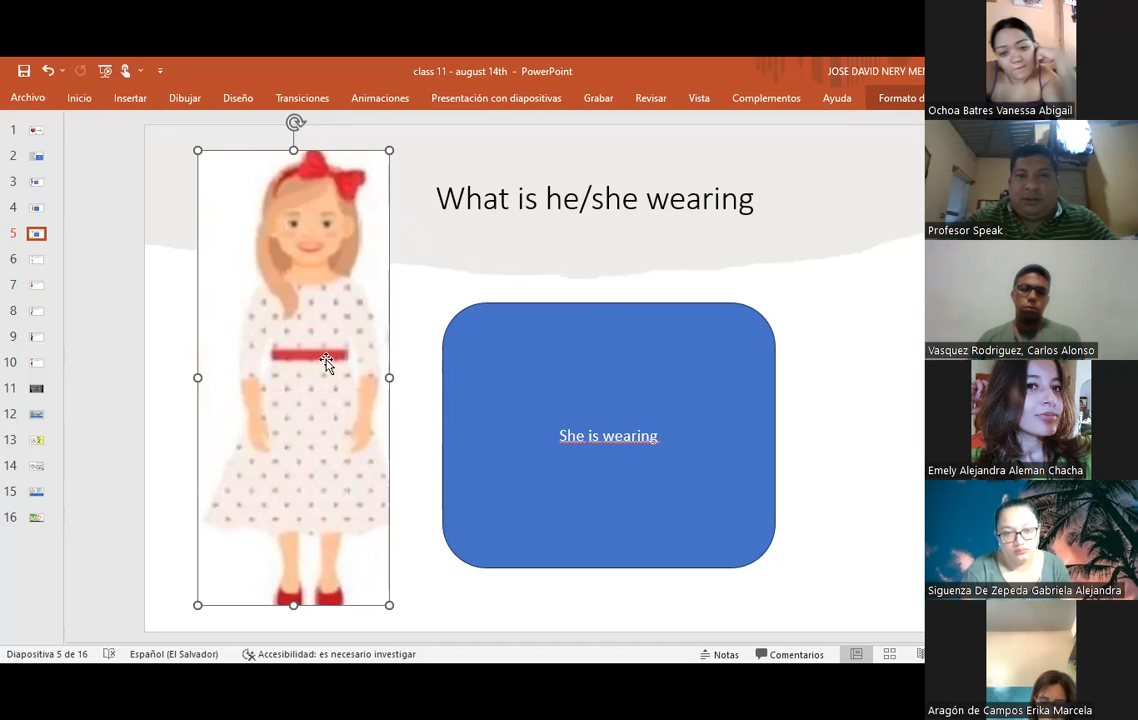 class 11 - august 14th - PowerPoint
JOSE DAVID NERY MEN
Archivo
Inicio
Insertar
Dibujar
Diseño
Transiciones
Animaciones
Presentación con diapositivas
Grabar
Revisar
Vista
Complementos
Ayuda
Formato d
1
2
3
4
5
6
7
8
9
10
11
12
13
14
15
16
What is he/she wearing
She is wearing
Diapositiva 5 de 16
Español (El Salvador)
Accesibilidad: es necesario investigar
Notas
Comentarios
Ochoa Batres Vanessa Abigail
Profesor Speak
Vasquez Rodriguez, Carlos Alonso
Emely Alejandra Aleman Chacha
Siguenza De Zepeda Gabriela Alejandra
Aragón de Campos Erika Marcela